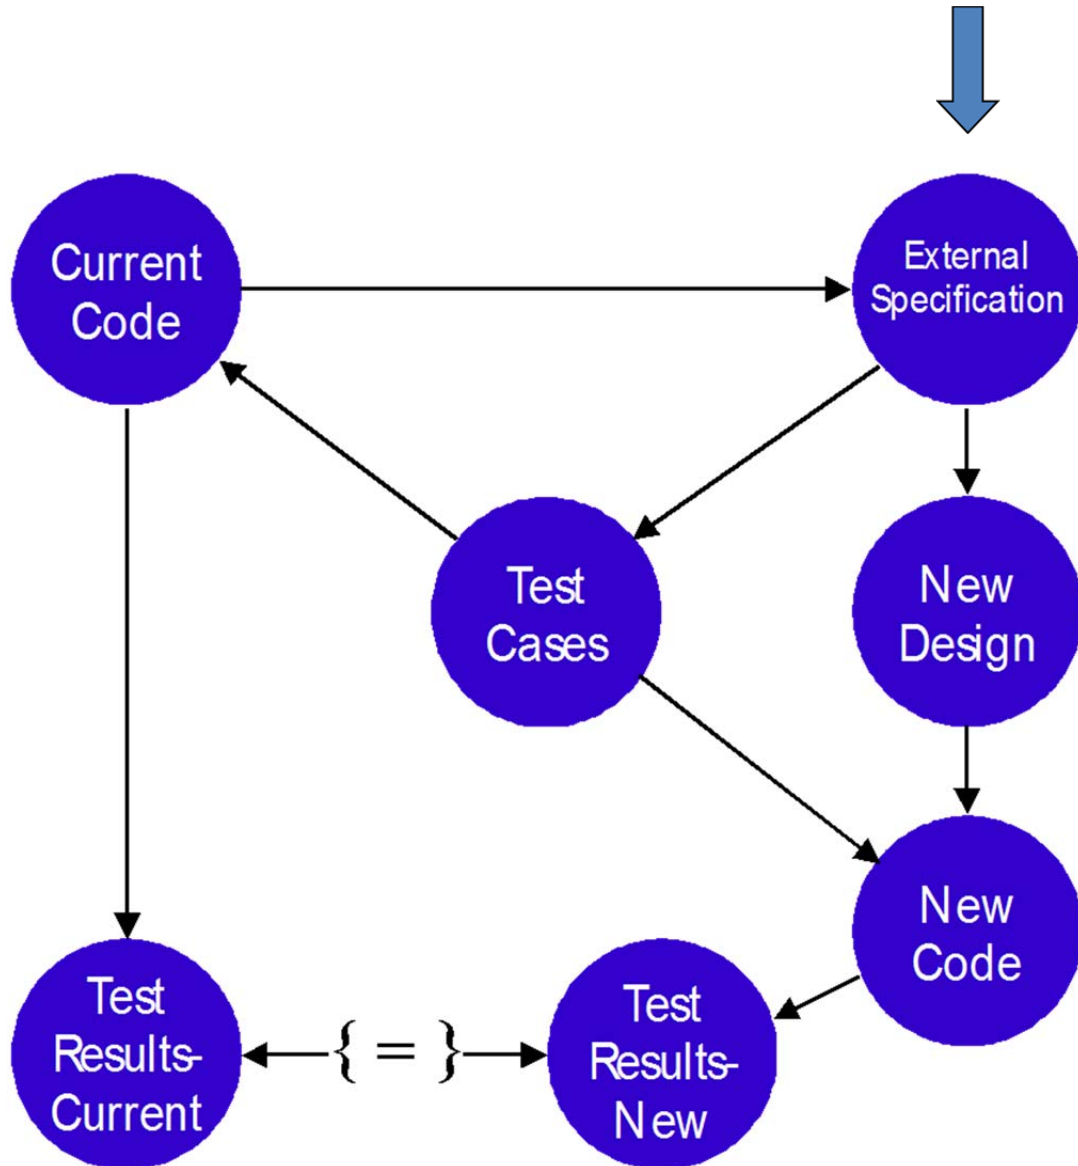 Current
Code
External
Specification
Test
Cases
New
Design
New
Code
Test
Results-
Current
{ = }
Test
Results-
New